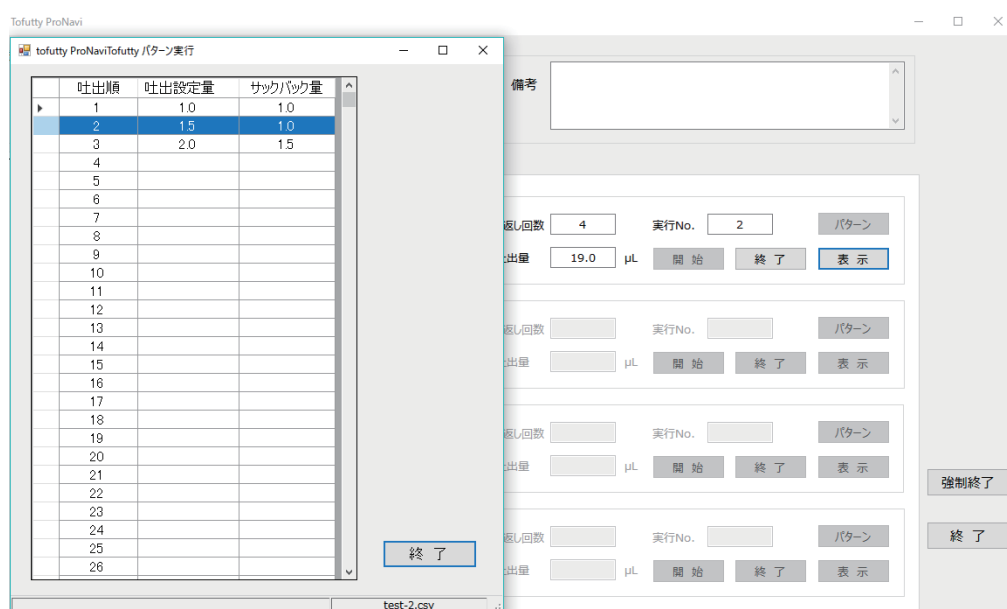 Tofutty ProNavi
tofutty ProNaviTofutty パターン実行
吐出順 吐出設定量 サックバック量
1 1.0 1.0
2 1.5 1.0
3 2.0 1.5
4
5
6
7
8
9
10
11
12
13
14
15
16
17
18
19
20
21
22
23
24
25
26
終 了
test-2.csv
備考
返し回数 4 実行No. 2 パターン
出量 19.0 μL 開 始 終 了 表 示
返し回数 実行No. パターン
出量 μL 開 始 終 了 表 示
返し回数 実行No. パターン
出量 μL 開 始 終 了 表 示
返し回数 実行No. パターン
出量 μL 開 始 終 了 表 示
強制終了
終 了